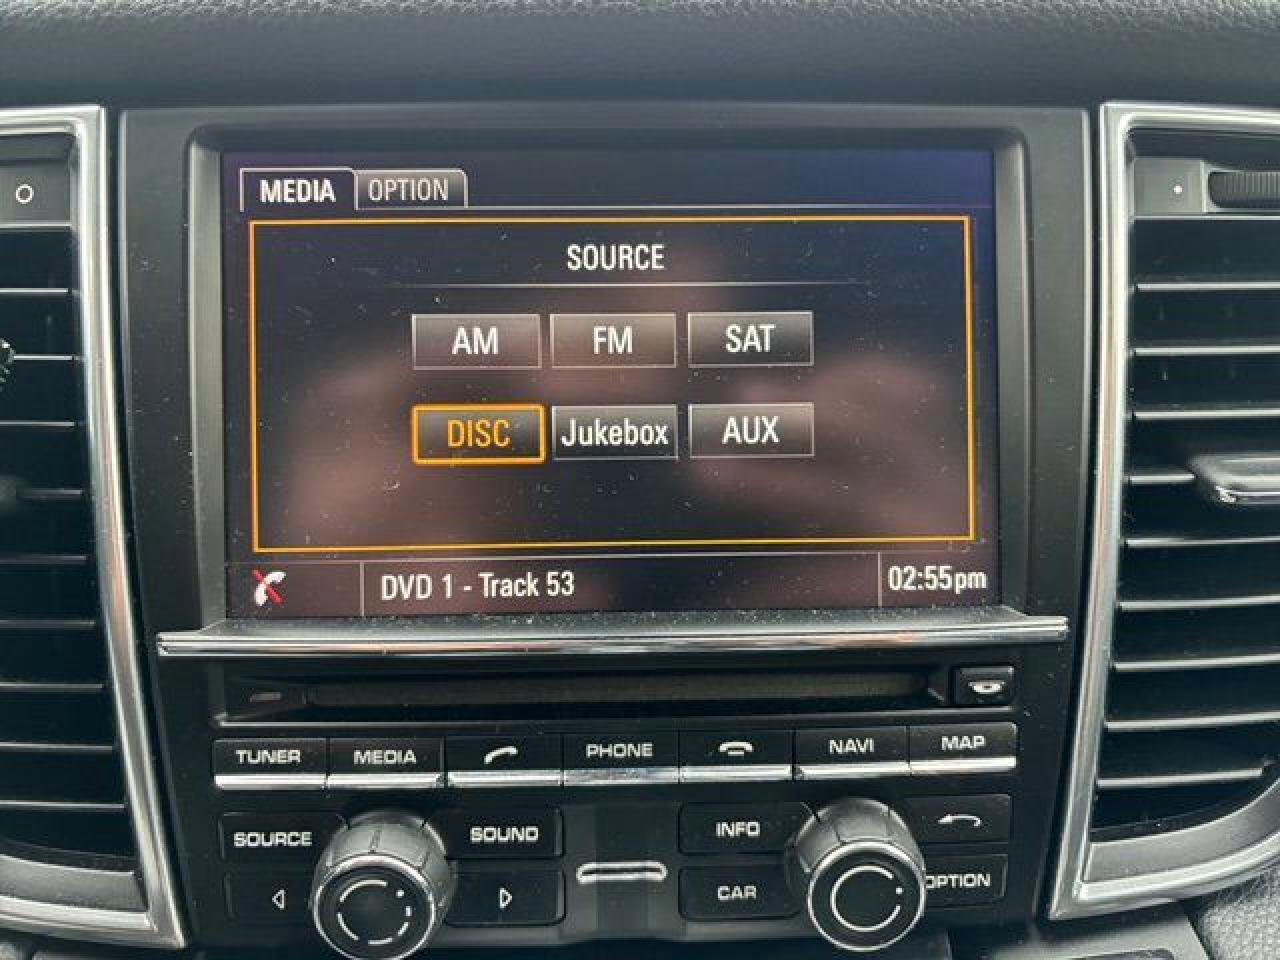 MEDIA OPTION
SOURCE
AM FM SAT
DISC Jukebox AUX
DVD 1 - Track 53 02:55pm
TUNER MEDIA PHONE NAVI MAP
SOURCE SOUND INFO
CAR OPTION